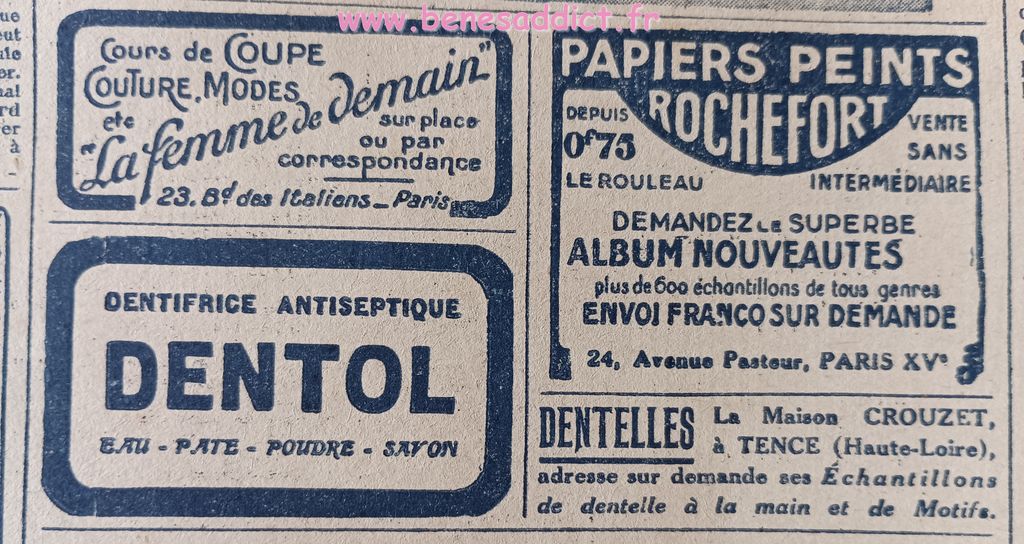 www.benesaddict.fr
Cours de COUPE
COUTURE, MODES
etc
"La femme de demain"
sur place
ou par
correspondance
23. Bd des Italiens _ Paris
DENTIFRICE ANTISEPTIQUE
DENTOL
EAU - PATE - POUDRE - SAVON
PAPIERS PEINTS
ROCHEFORT
DEPUIS
0f75
LE ROULEAU
VENTE
SANS
INTERMÉDIAIRE
DEMANDEZ LE SUPERBE
ALBUM NOUVEAUTES
plus de 600 échantillons de tous genres
ENVOI FRANCO SUR DEMANDE
24, Avenue Pasteur, PARIS XVe
DENTELLES La Maison CROUZET,
à TENCE (Haute-Loire),
adresse sur demande ses Échantillons
de dentelle à la main et de Motifs.